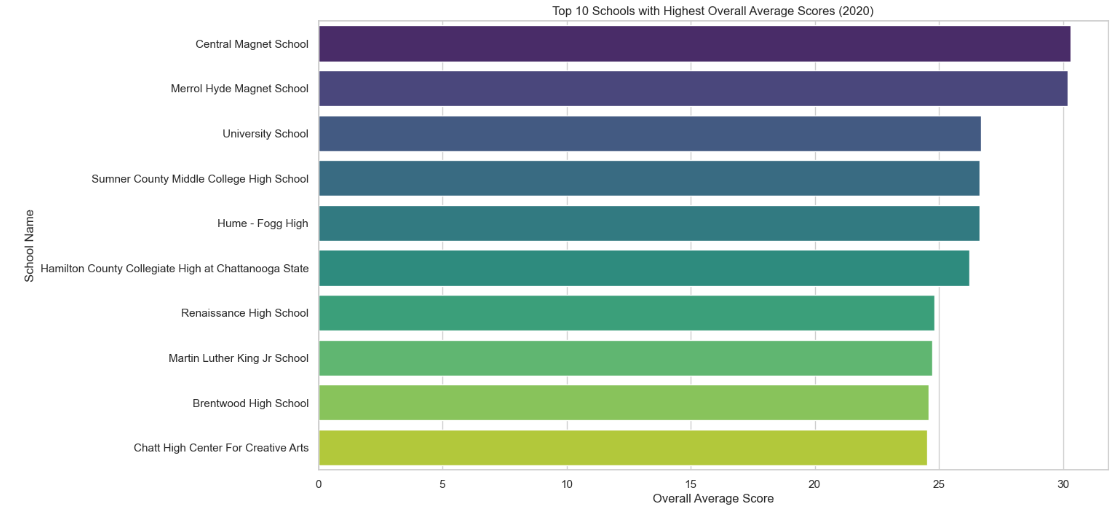 Top 10 Schools with Highest Overall Average Scores (2020)
School Name
Central Magnet School
Merrol Hyde Magnet School
University School
Sumner County Middle College High School
Hume - Fogg High
Hamilton County Collegiate High at Chattanooga State
Renaissance High School
Martin Luther King Jr School
Brentwood High School
Chatt High Center For Creative Arts
0 5 10 15 20 25 30
Overall Average Score